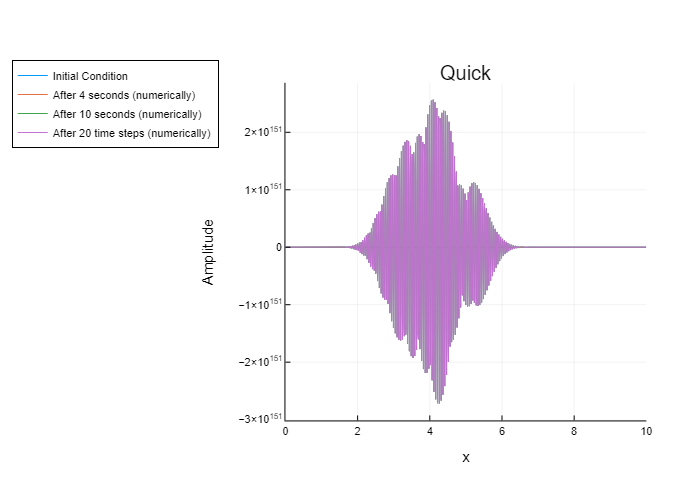 Quick
Initial Condition
After 4 seconds (numerically)
After 10 seconds (numerically)
After 20 time steps (numerically)
Amplitude
2×10¹⁵¹
1×10¹⁵¹
0
−1×10¹⁵¹
−2×10¹⁵¹
−3×10¹⁵¹
0 2 4 6 8 10
x